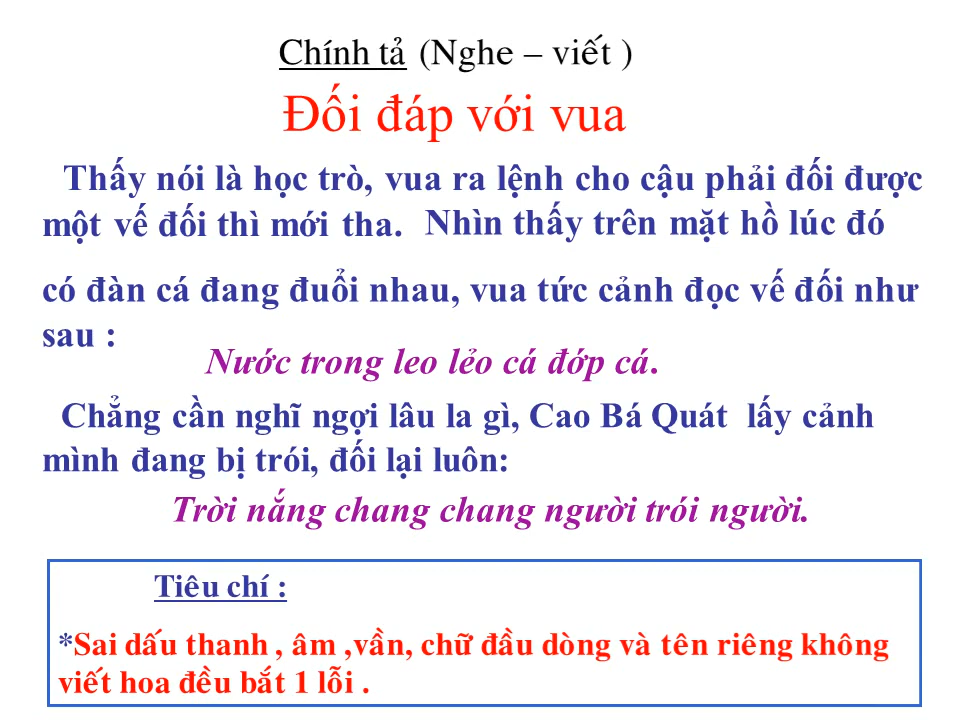 Chính tả (Nghe – viết )
Đối đáp với vua
Thấy nói là học trò, vua ra lệnh cho cậu phải đối được
một vế đối thì mới tha. Nhìn thấy trên mặt hồ lúc đó
có đàn cá đang đuổi nhau, vua tức cảnh đọc vế đối như
sau :
Nước trong leo lẻo cá đớp cá.
Chẳng cần nghĩ ngợi lâu la gì, Cao Bá Quát lấy cảnh
mình đang bị trói, đối lại luôn:
Trời nắng chang chang người trói người.
Tiêu chí :
*Sai dấu thanh , âm ,vần, chữ đầu dòng và tên riêng không
viết hoa đều bắt 1 lỗi .